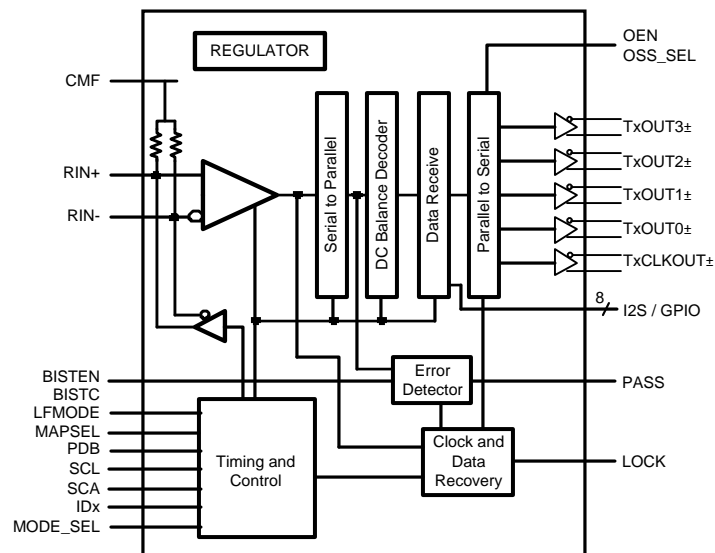 REGULATOR
OEN
OSS_SEL
CMF
RIN+
RIN-
Serial to Parallel
DC Balance Decoder
Data Receive
Parallel to Serial
TxOUT3±
TxOUT2±
TxOUT1±
TxOUT0±
TxCLKOUT±
8
I2S / GPIO
BISTEN
BISTC
LFMODE
MAPSEL
PDB
SCL
SCA
IDx
MODE_SEL
Timing and
Control
Error
Detector
Clock and
Data
Recovery
PASS
LOCK